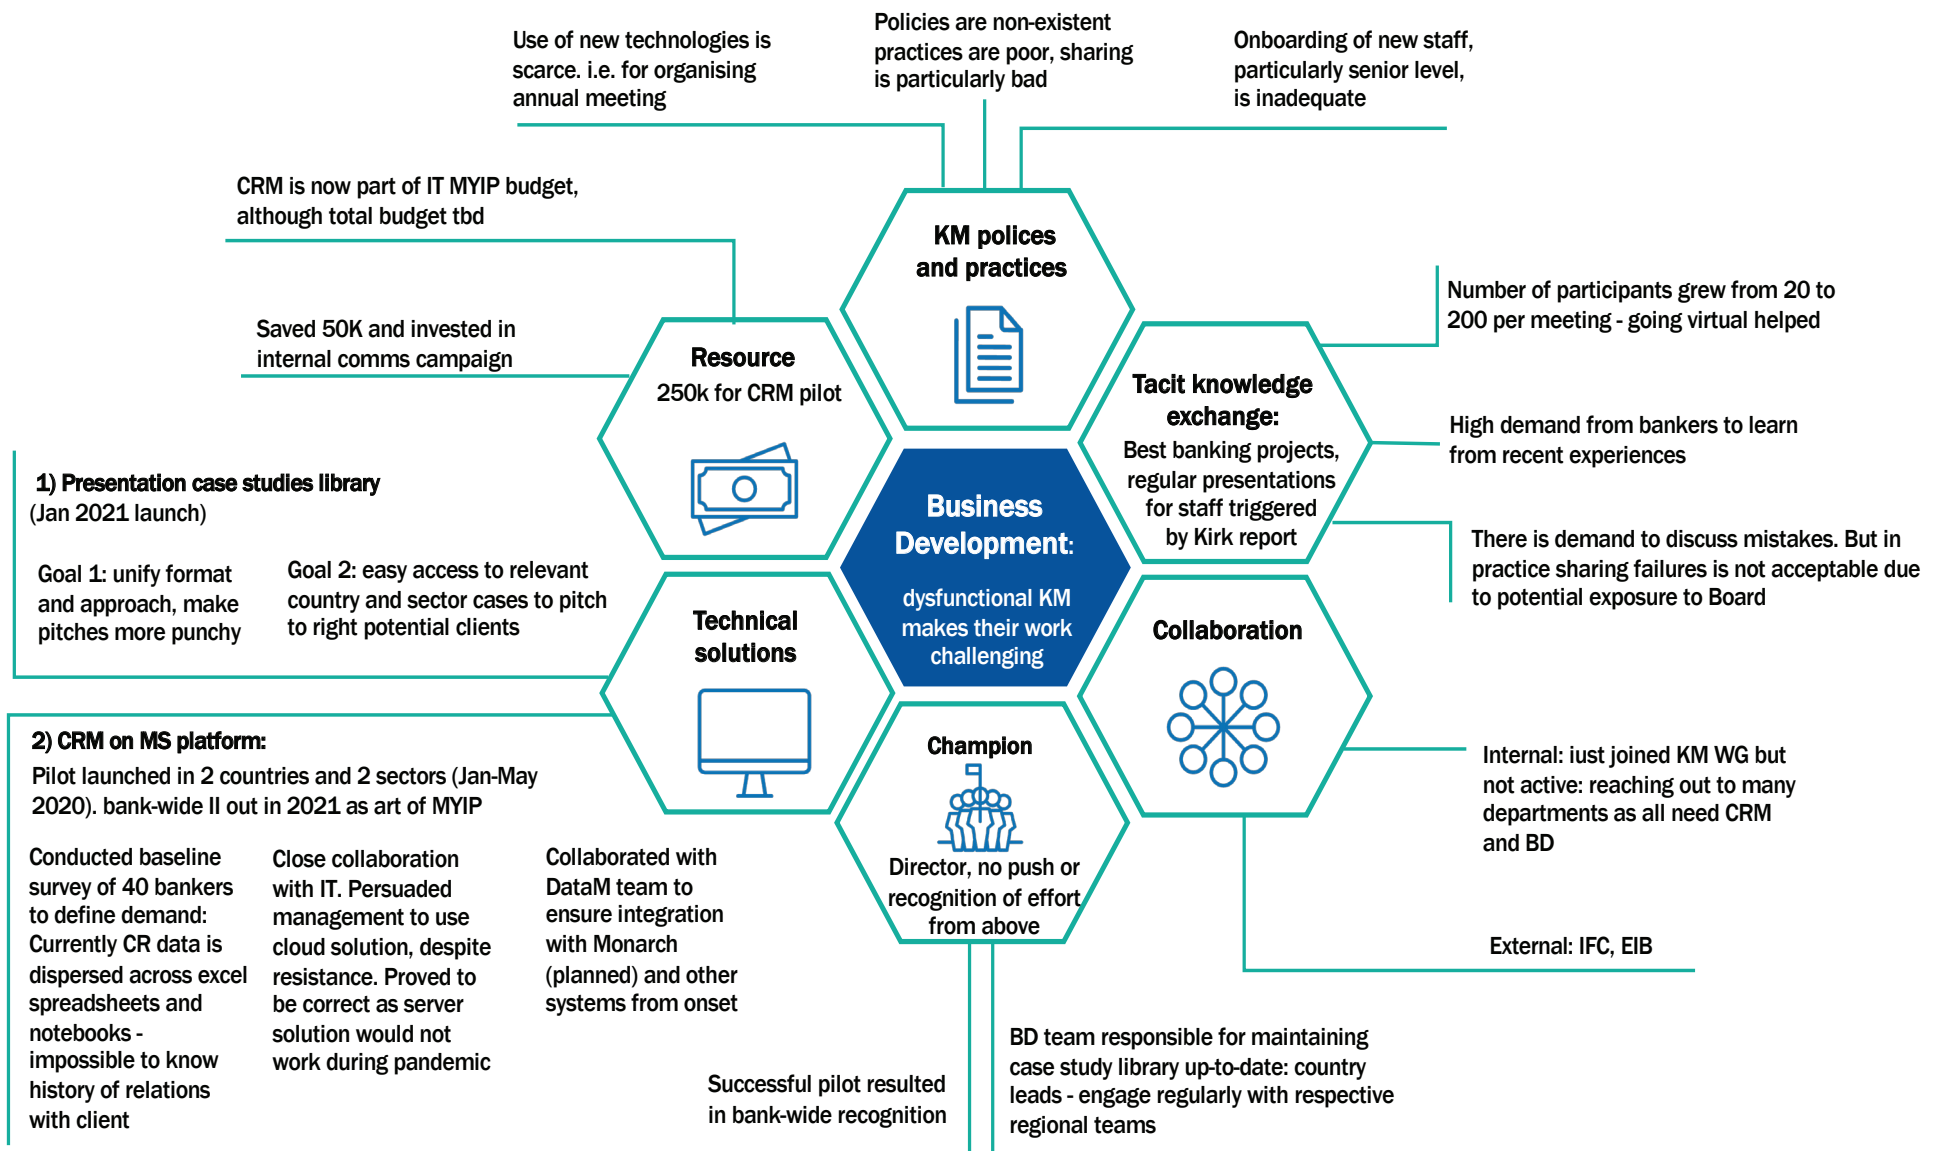 Use of new technologies is
scarce. i.e. for organising
annual meeting
Policies are non-existent
practices are poor, sharing
is particularly bad
Onboarding of new staff,
particularly senior level,
is inadequate
CRM is now part of IT MYIP budget,
although total budget tbd
Saved 50K and invested in
internal comms campaign
KM polices
and practices
Resource
250k for CRM pilot
Tacit knowledge
exchange:
Best banking projects,
regular presentations
for staff triggered
by Kirk report
Number of participants grew from 20 to
200 per meeting - going virtual helped
High demand from bankers to learn
from recent experiences
There is demand to discuss mistakes. But in
practice sharing failures is not acceptable due
to potential exposure to Board
Business
Development:
dysfunctional KM
makes their work
challenging
1) Presentation case studies library
(Jan 2021 launch)
Goal 1: unify format
and approach, make
pitches more punchy
Goal 2: easy access to relevant
country and sector cases to pitch
to right potential clients
Technical
solutions
Collaboration
Champion
Director, no push or
recognition of effort
from above
2) CRM on MS platform:
Pilot launched in 2 countries and 2 sectors (Jan-May
2020). bank-wide II out in 2021 as art of MYIP
Conducted baseline
survey of 40 bankers
to define demand:
Currently CR data is
dispersed across excel
spreadsheets and
notebooks -
impossible to know
history of relations
with client
Close collaboration
with IT. Persuaded
management to use
cloud solution, despite
resistance. Proved to
be correct as server
solution would not
work during pandemic
Collaborated with
DataM team to
ensure integration
with Monarch
(planned) and other
systems from onset
Internal: iust joined KM WG but
not active: reaching out to many
departments as all need CRM
and BD
External: IFC, EIB
Successful pilot resulted
in bank-wide recognition
BD team responsible for maintaining
case study library up-to-date: country
leads - engage regularly with respective
regional teams